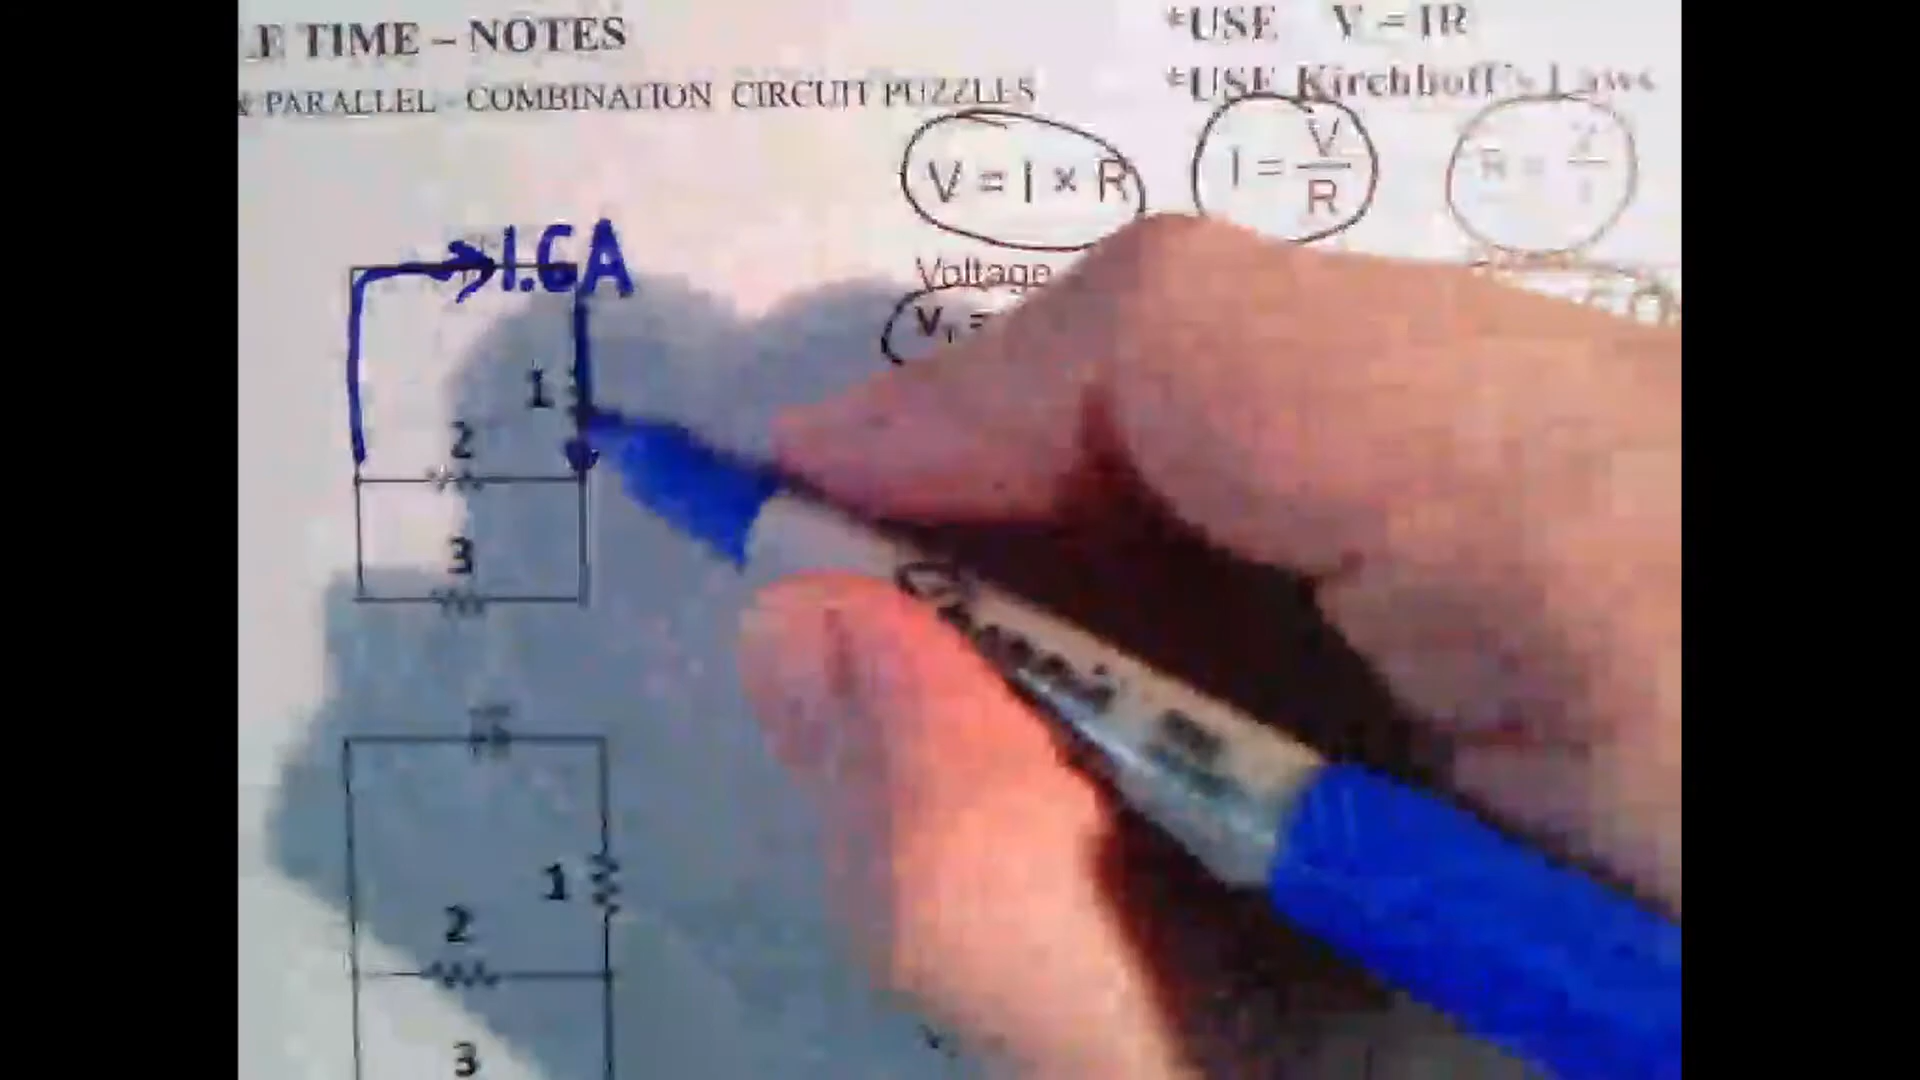 E TIME – NOTES
& PARALLEL - COMBINATION CIRCUIT PUZZLES
*USE V = IR
*USE Kirchhoff's Laws
V = I × R
I = V
R
R =
Voltage
1.6A
1
2
3
1
2
3